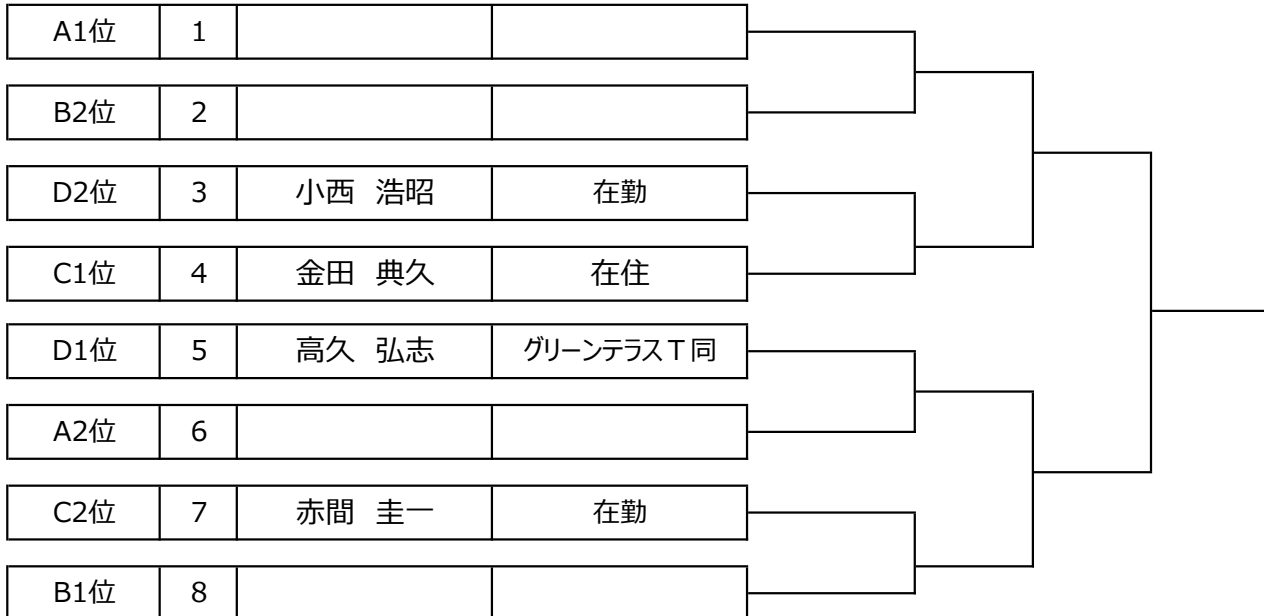 A1位 1
B2位 2
D2位 3 小西 浩昭 在勤
C1位 4 金田 典久 在住
D1位 5 高久 弘志 グリーンテラスT同
A2位 6
C2位 7 赤間 圭一 在勤
B1位 8